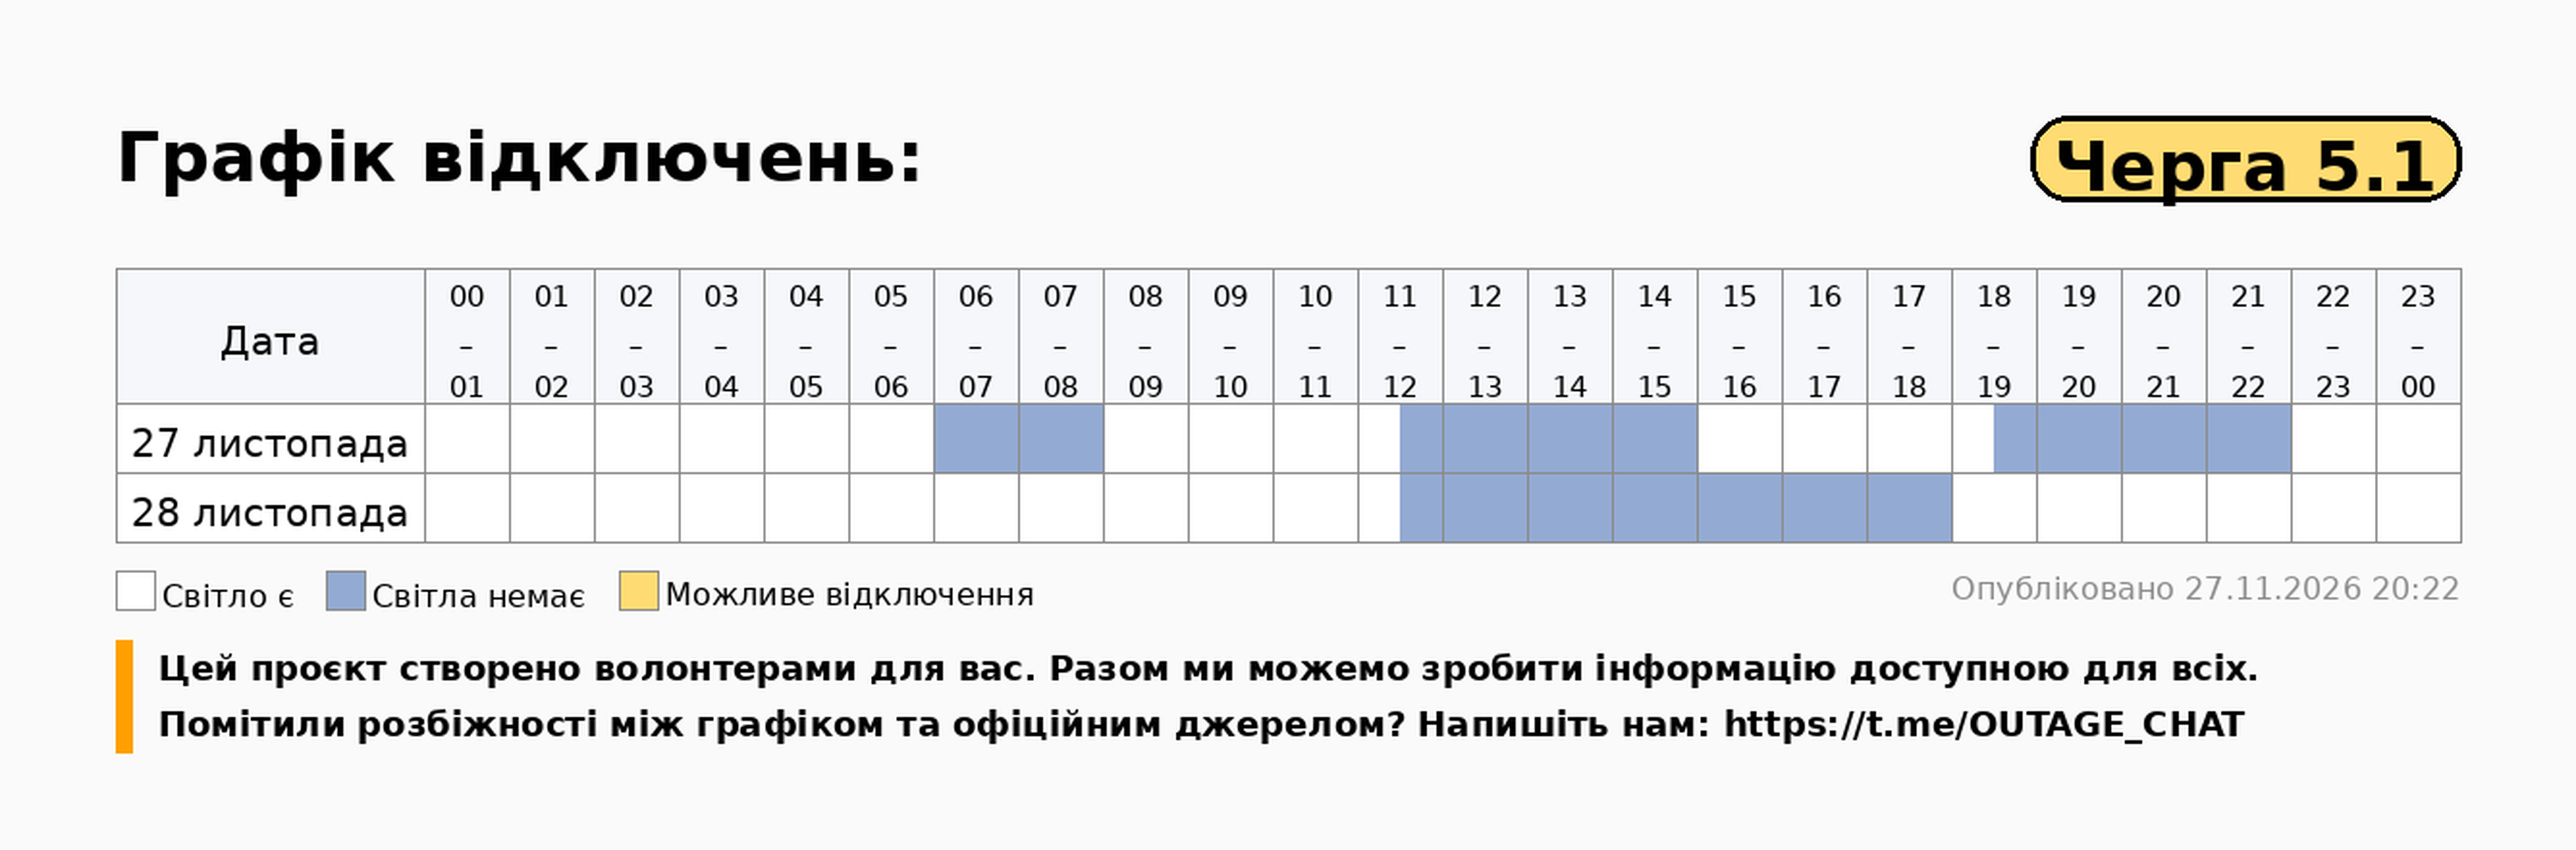 Графік відключень:
Черга 5.1
Дата
00 – 01
01 – 02
02 – 03
03 – 04
04 – 05
05 – 06
06 – 07
07 – 08
08 – 09
09 – 10
10 – 11
11 – 12
12 – 13
13 – 14
14 – 15
15 – 16
16 – 17
17 – 18
18 – 19
19 – 20
20 – 21
21 – 22
22 – 23
23 – 00
27 листопада
28 листопада
Світло є
Світла немає
Можливе відключення
Опубліковано 27.11.2026 20:22
Цей проєкт створено волонтерами для вас. Разом ми можемо зробити інформацію доступною для всіх.
Помітили розбіжності між графіком та офіційним джерелом? Напишіть нам: https://t.me/OUTAGE_CHAT